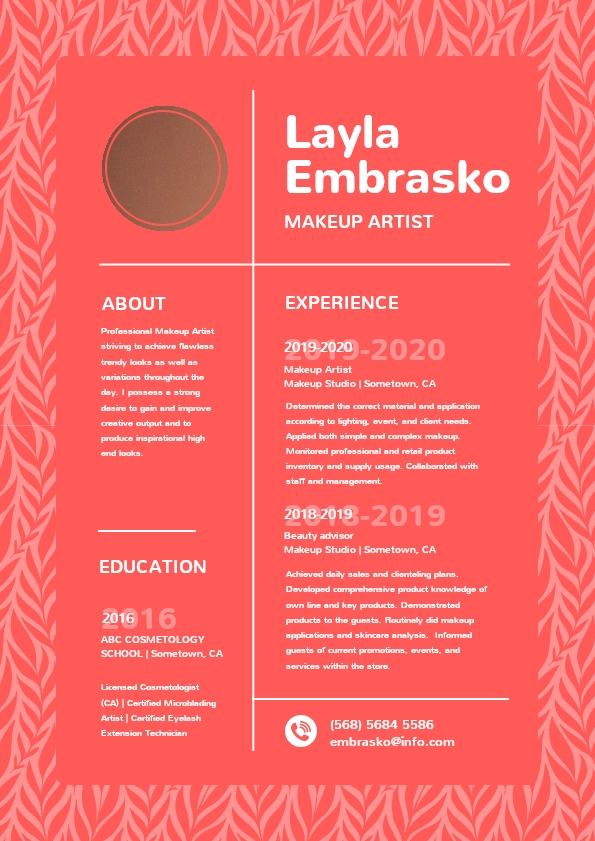 Layla
Embrasko
MAKEUP ARTIST
ABOUT
Professional Makeup Artist
striving to achieve flawless
trendy looks as well as
variations throughout the
day. I possess a strong
desire to gain and improve
creative output and to
produce inspirational high
end looks.
EDUCATION
2016
2016
ABC COSMETOLOGY
SCHOOL | Sometown, CA
Licensed Cosmetologist
(CA) | Certified Microblading
Artist | Certified Eyelash
Extension Technician
EXPERIENCE
2019-2020
2019-2020
Makeup Artist
Makeup Studio | Sometown, CA
Determined the correct material and application
according to lighting, event, and client needs.
Applied both simple and complex makeup.
Monitored professional and retail product
inventory and supply usage. Collaborated with
staff and management.
2018-2019
2018-2019
Beauty advisor
Makeup Studio | Sometown, CA
Achieved daily sales and clienteling plans.
Developed comprehensive product knowledge of
own line and key products. Demonstrated
products to the guests. Routinely did makeup
applications and skincare analysis.  Informed
guests of current promotions, events, and
services within the store.
(568) 5684 5586
embrasko@info.com